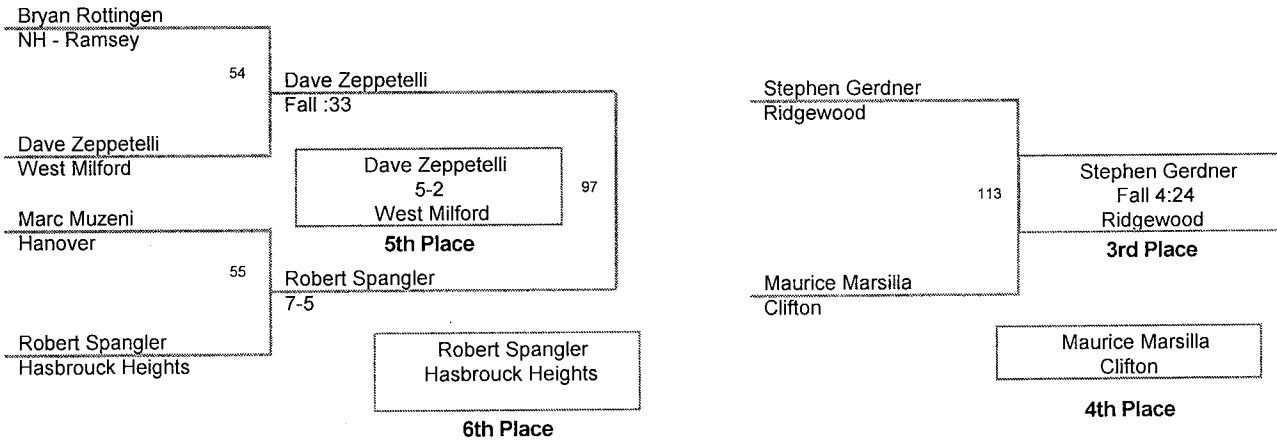 Bryan Rottingen
NH - Ramsey
54
Dave Zeppetelli
Fall :33
Dave Zeppetelli
West Milford
Dave Zeppetelli
5-2
West Milford
97
5th Place
Marc Muzeni
Hanover
55
Robert Spangler
7-5
Robert Spangler
Hasbrouck Heights
Robert Spangler
Hasbrouck Heights
6th Place
Stephen Gerdner
Ridgewood
113
Stephen Gerdner
Fall 4:24
Ridgewood
3rd Place
Maurice Marsilla
Clifton
Maurice Marsilla
Clifton
4th Place